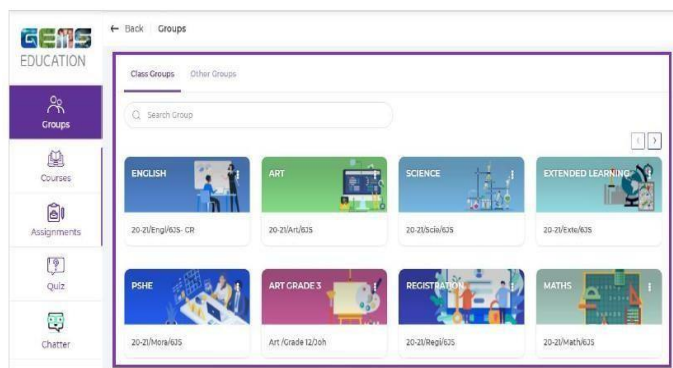 GEMS
EDUCATION
← Back Groups
Groups
Courses
Assignments
Quiz
Chatter
Class Groups Other Groups
Search Group
ENGLISH
20-21/Engl/6JS- CR
ART
20-21/Art/6JS
SCIENCE
20-21/Scie/6JS
EXTENDED LEARNING
20-21/Exte/6JS
PSHE
20-21/Mora/6JS
ART GRADE 3
Art /Grade 12/Joh
REGISTRATION
20-21/Regi/6JS
MATHS
20-21/Math/6JS